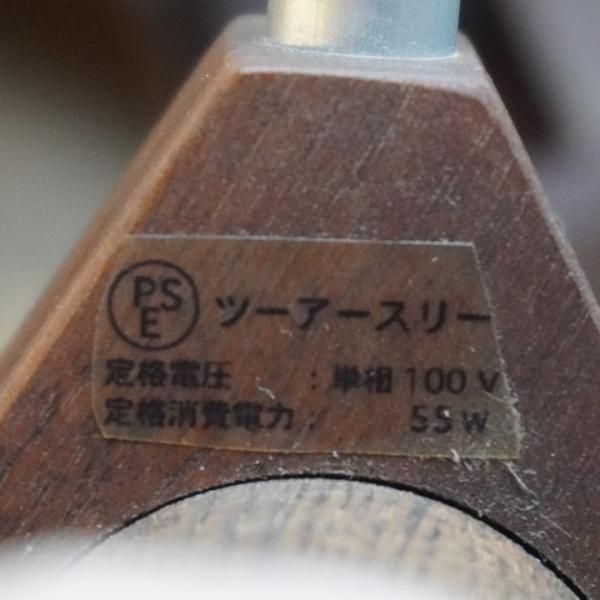 PSE ツーアースリー
定格電圧 : 単相 100 V
定格消費電力 : 55 W